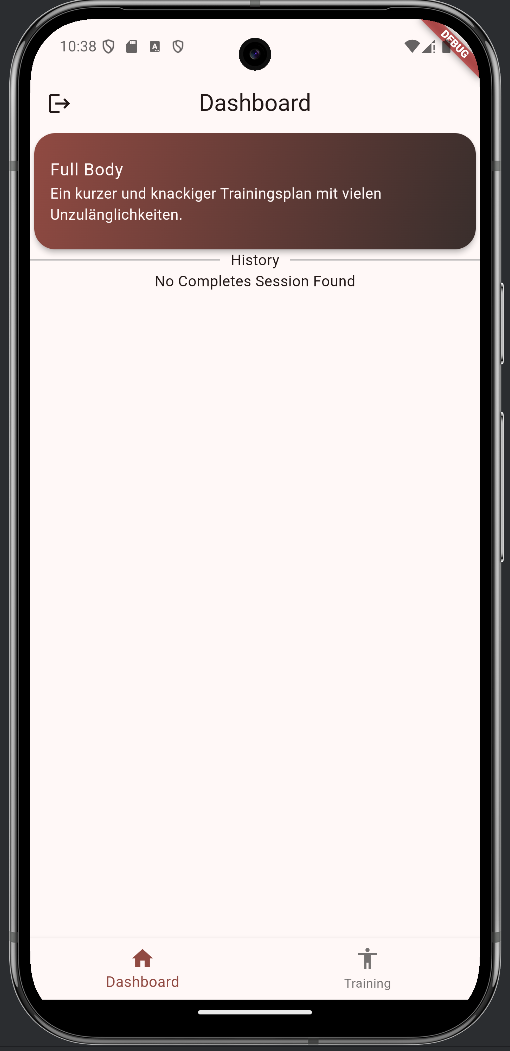 10:38
DEBUG
Dashboard
Full Body
Ein kurzer und knackiger Trainingsplan mit vielen
Unzulänglichkeiten.
History
No Completes Session Found
Dashboard
Training